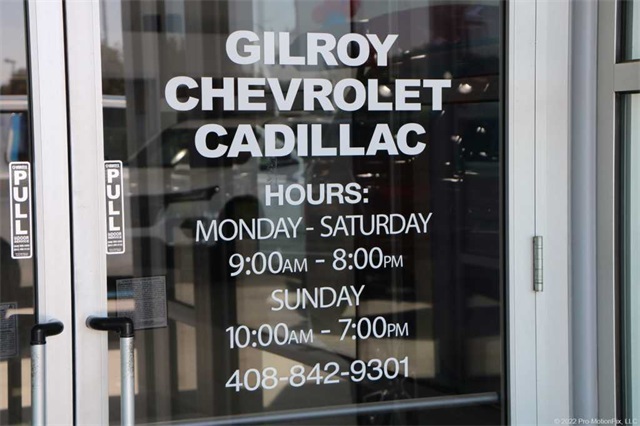 GILROY
CHEVROLET
CADILLAC
HOURS:
MONDAY - SATURDAY
9:00AM - 8:00PM
SUNDAY
10:00AM - 7:00PM
408-842-9301
PULL
PULL
© 2022 Pro-MotionPix, LLC